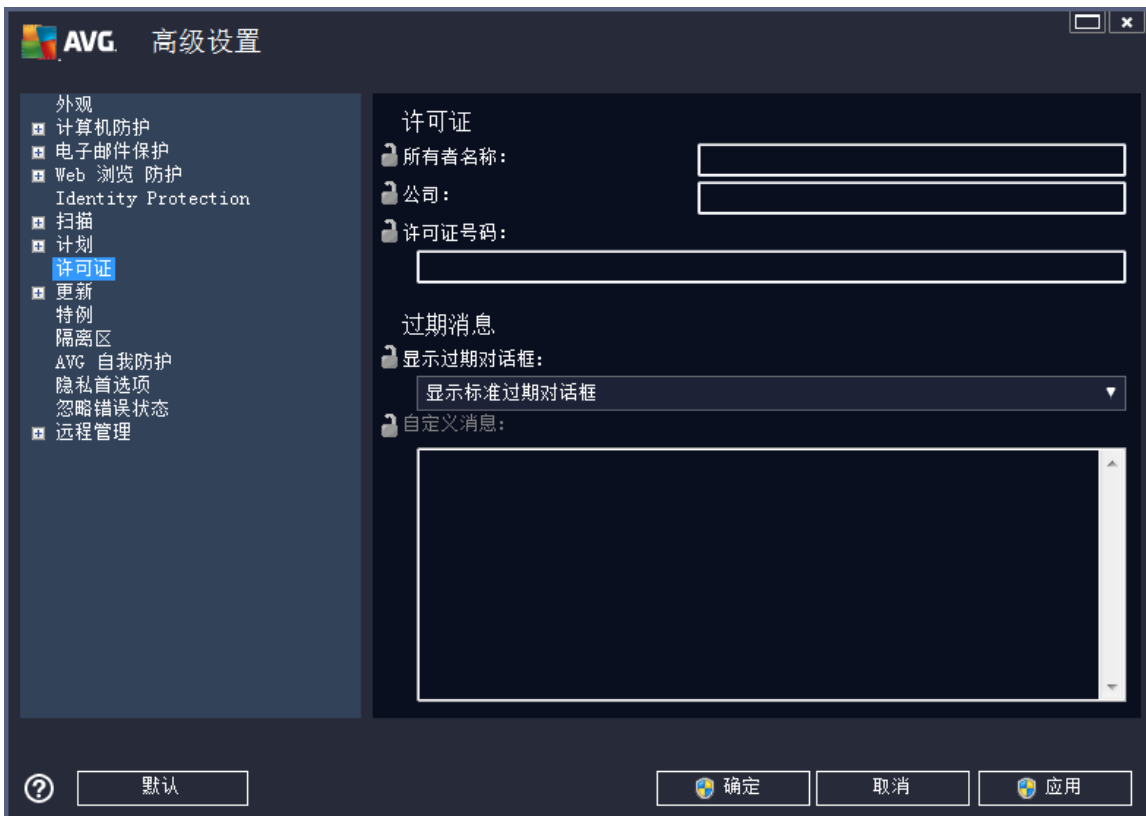 AVG. 高级设置
外观
计算机防护
电子邮件保护
Web 浏览 防护
Identity Protection
扫描
计划
许可证
更新
特例
隔离区
AVG 自我防护
隐私首选项
忽略错误状态
远程管理
许可证
所有者名称:
公司:
许可证号码:
过期消息
显示过期对话框:
显示标准过期对话框
自定义消息:
默认
确定
取消
应用